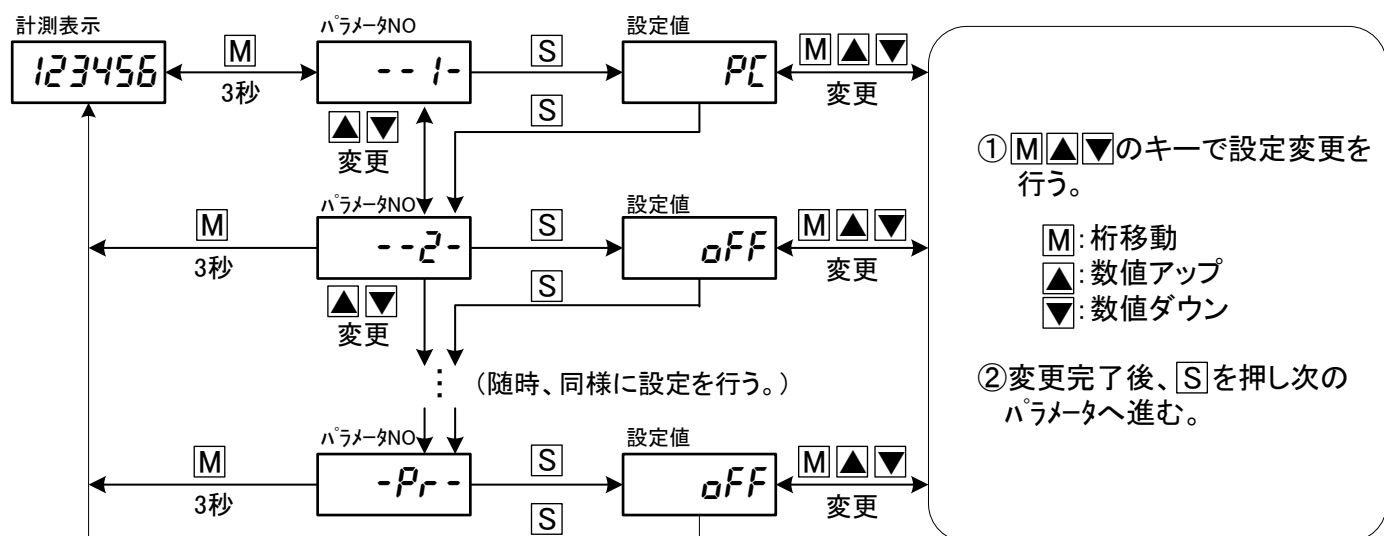 計測表示
パラメータNO
設定値
123456
M
3秒
--1-
S
PC
M▲▼
変更
S
▲▼
変更
パラメータNO
設定値
M
3秒
--2-
S
oFF
M▲▼
変更
S
▲▼
変更
(随時、同様に設定を行う。)
パラメータNO
設定値
M
3秒
-Pr-
S
oFF
M▲▼
変更
S
①M▲▼のキーで設定変更を
行う。
M:桁移動
▲:数値アップ
▼:数値ダウン
②変更完了後、Sを押し次の
パラメータへ進む。